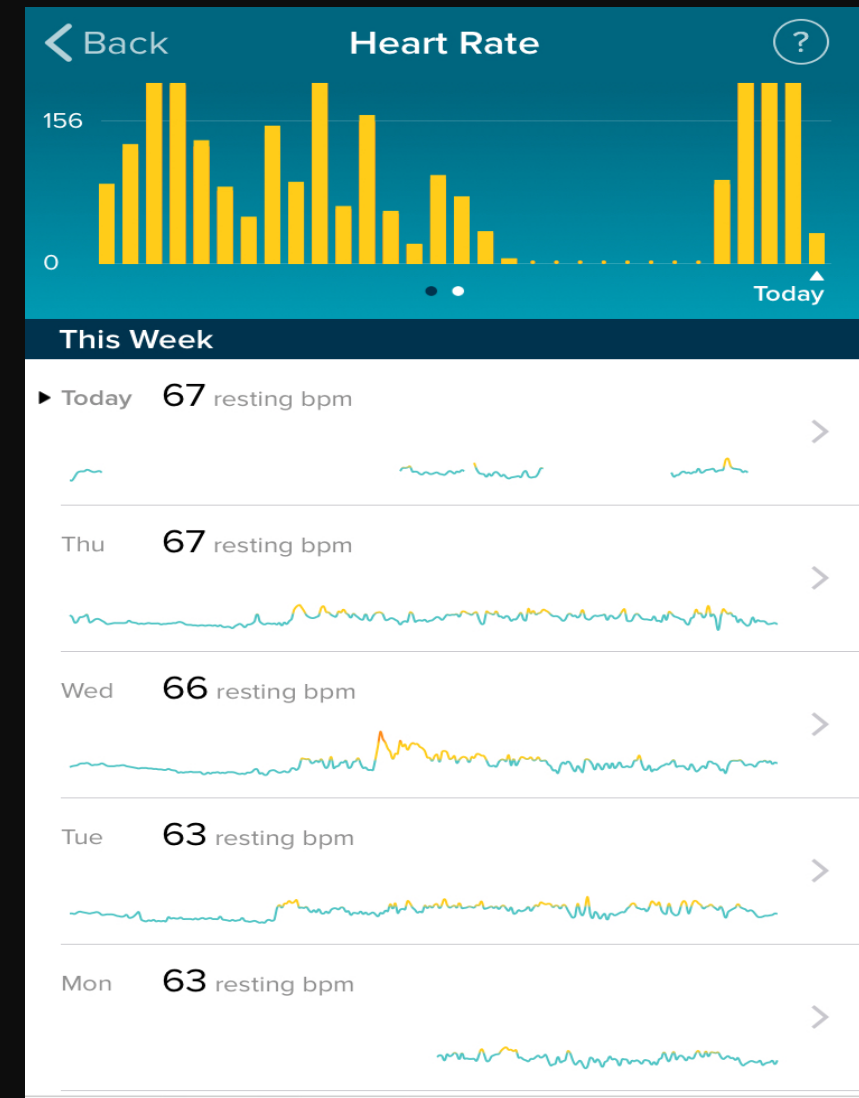 Back Heart Rate ?
156
0
Today
This Week
Today 67 resting bpm
Thu 67 resting bpm
Wed 66 resting bpm
Tue 63 resting bpm
Mon 63 resting bpm